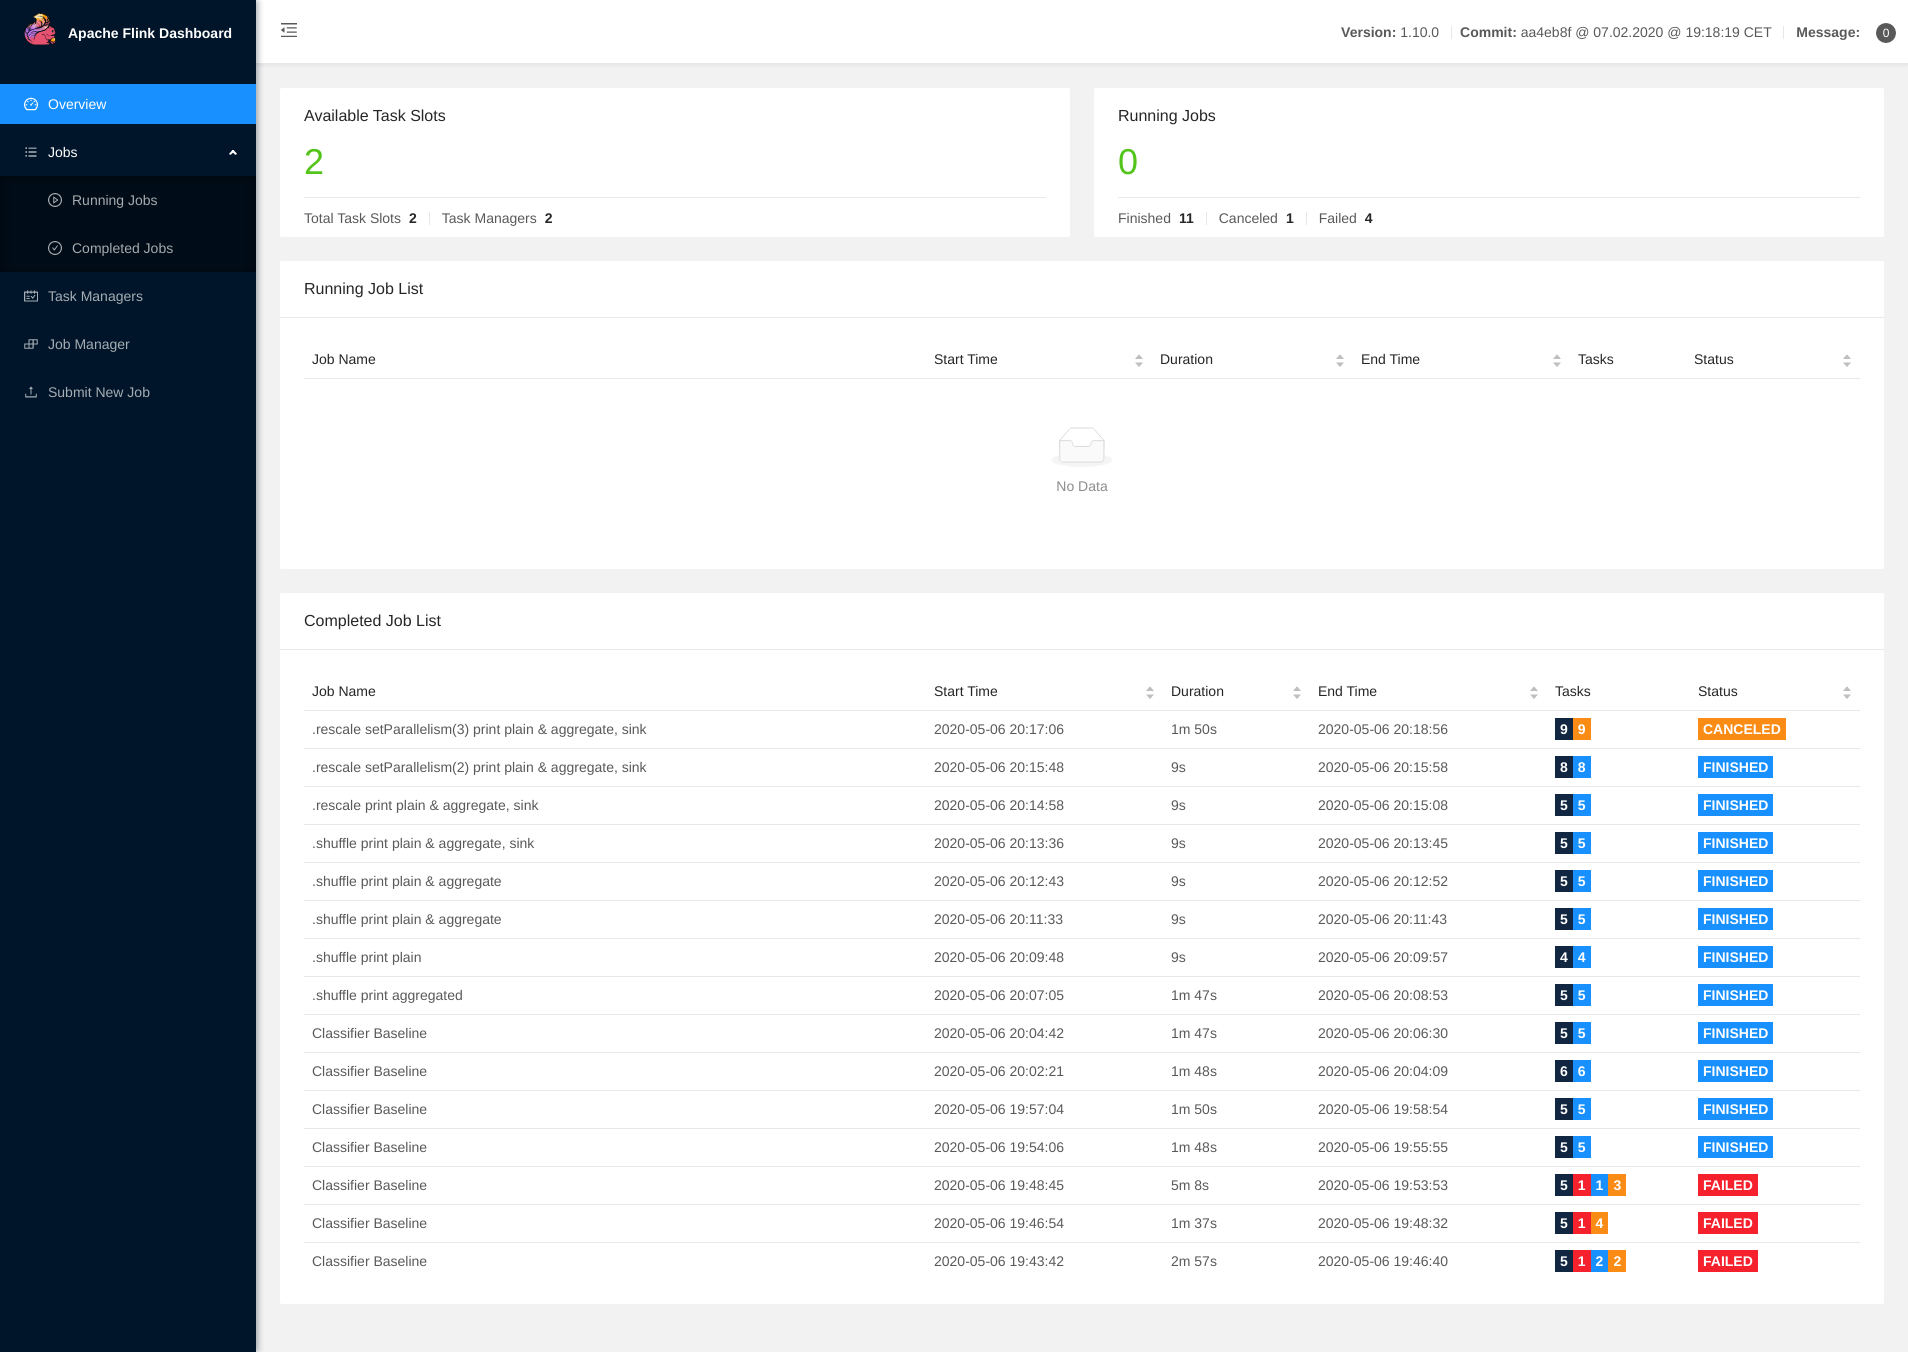 Apache Flink Dashboard
Version: 1.10.0 Commit: aa4eb8f @ 07.02.2020 @ 19:18:19 CET Message: 0
Overview
Jobs
Running Jobs
Completed Jobs
Task Managers
Job Manager
Submit New Job
Available Task Slots
2
Total Task Slots 2 Task Managers 2
Running Jobs
0
Finished 11 Canceled 1 Failed 4
Running Job List
Job Name Start Time Duration End Time Tasks Status
No Data
Completed Job List
Job Name Start Time Duration End Time Tasks Status
.rescale setParallelism(3) print plain & aggregate, sink 2020-05-06 20:17:06 1m 50s 2020-05-06 20:18:56 9 9 CANCELED
.rescale setParallelism(2) print plain & aggregate, sink 2020-05-06 20:15:48 9s 2020-05-06 20:15:58 8 8 FINISHED
.rescale print plain & aggregate, sink 2020-05-06 20:14:58 9s 2020-05-06 20:15:08 5 5 FINISHED
.shuffle print plain & aggregate, sink 2020-05-06 20:13:36 9s 2020-05-06 20:13:45 5 5 FINISHED
.shuffle print plain & aggregate 2020-05-06 20:12:43 9s 2020-05-06 20:12:52 5 5 FINISHED
.shuffle print plain & aggregate 2020-05-06 20:11:33 9s 2020-05-06 20:11:43 5 5 FINISHED
.shuffle print plain 2020-05-06 20:09:48 9s 2020-05-06 20:09:57 4 4 FINISHED
.shuffle print aggregated 2020-05-06 20:07:05 1m 47s 2020-05-06 20:08:53 5 5 FINISHED
Classifier Baseline 2020-05-06 20:04:42 1m 47s 2020-05-06 20:06:30 5 5 FINISHED
Classifier Baseline 2020-05-06 20:02:21 1m 48s 2020-05-06 20:04:09 6 6 FINISHED
Classifier Baseline 2020-05-06 19:57:04 1m 50s 2020-05-06 19:58:54 5 5 FINISHED
Classifier Baseline 2020-05-06 19:54:06 1m 48s 2020-05-06 19:55:55 5 5 FINISHED
Classifier Baseline 2020-05-06 19:48:45 5m 8s 2020-05-06 19:53:53 5 1 1 3 FAILED
Classifier Baseline 2020-05-06 19:46:54 1m 37s 2020-05-06 19:48:32 5 1 4 FAILED
Classifier Baseline 2020-05-06 19:43:42 2m 57s 2020-05-06 19:46:40 5 1 2 2 FAILED